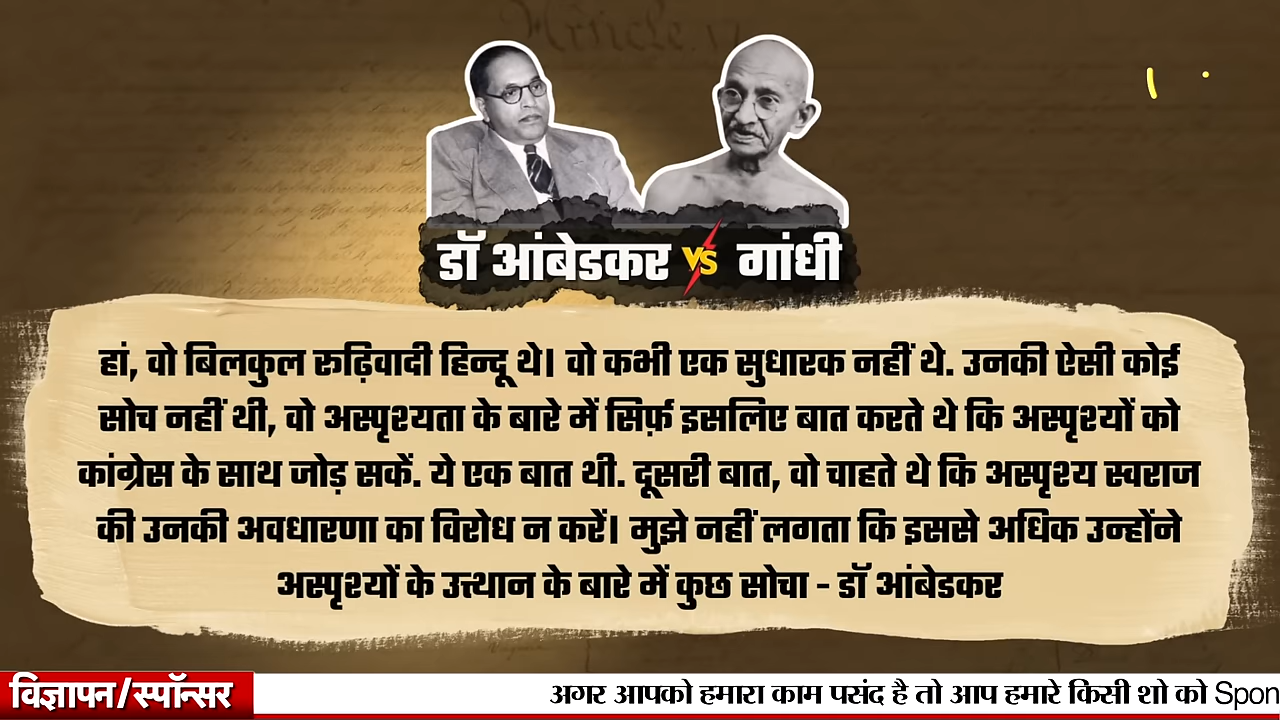 Article 17
डॉ आंबेडकर VS गांधी
हां, वो बिलकुल रूढ़िवादी हिन्दू थे। वो कभी एक सुधारक नहीं थे. उनकी ऐसी कोई
सोच नहीं थी, वो अस्पृश्यता के बारे में सिर्फ़ इसलिए बात करते थे कि अस्पृश्यों को
कांग्रेस के साथ जोड़ सकें. ये एक बात थी. दूसरी बात, वो चाहते थे कि अस्पृश्य स्वराज
की उनकी अवधारणा का विरोध न करें। मुझे नहीं लगता कि इससे अधिक उन्होंने
अस्पृश्यों के उत्थान के बारे में कुछ सोचा - डॉ आंबेडकर
विज्ञापन/स्पॉन्सर
अगर आपको हमारा काम पसंद है तो आप हमारे किसी शो को Spon